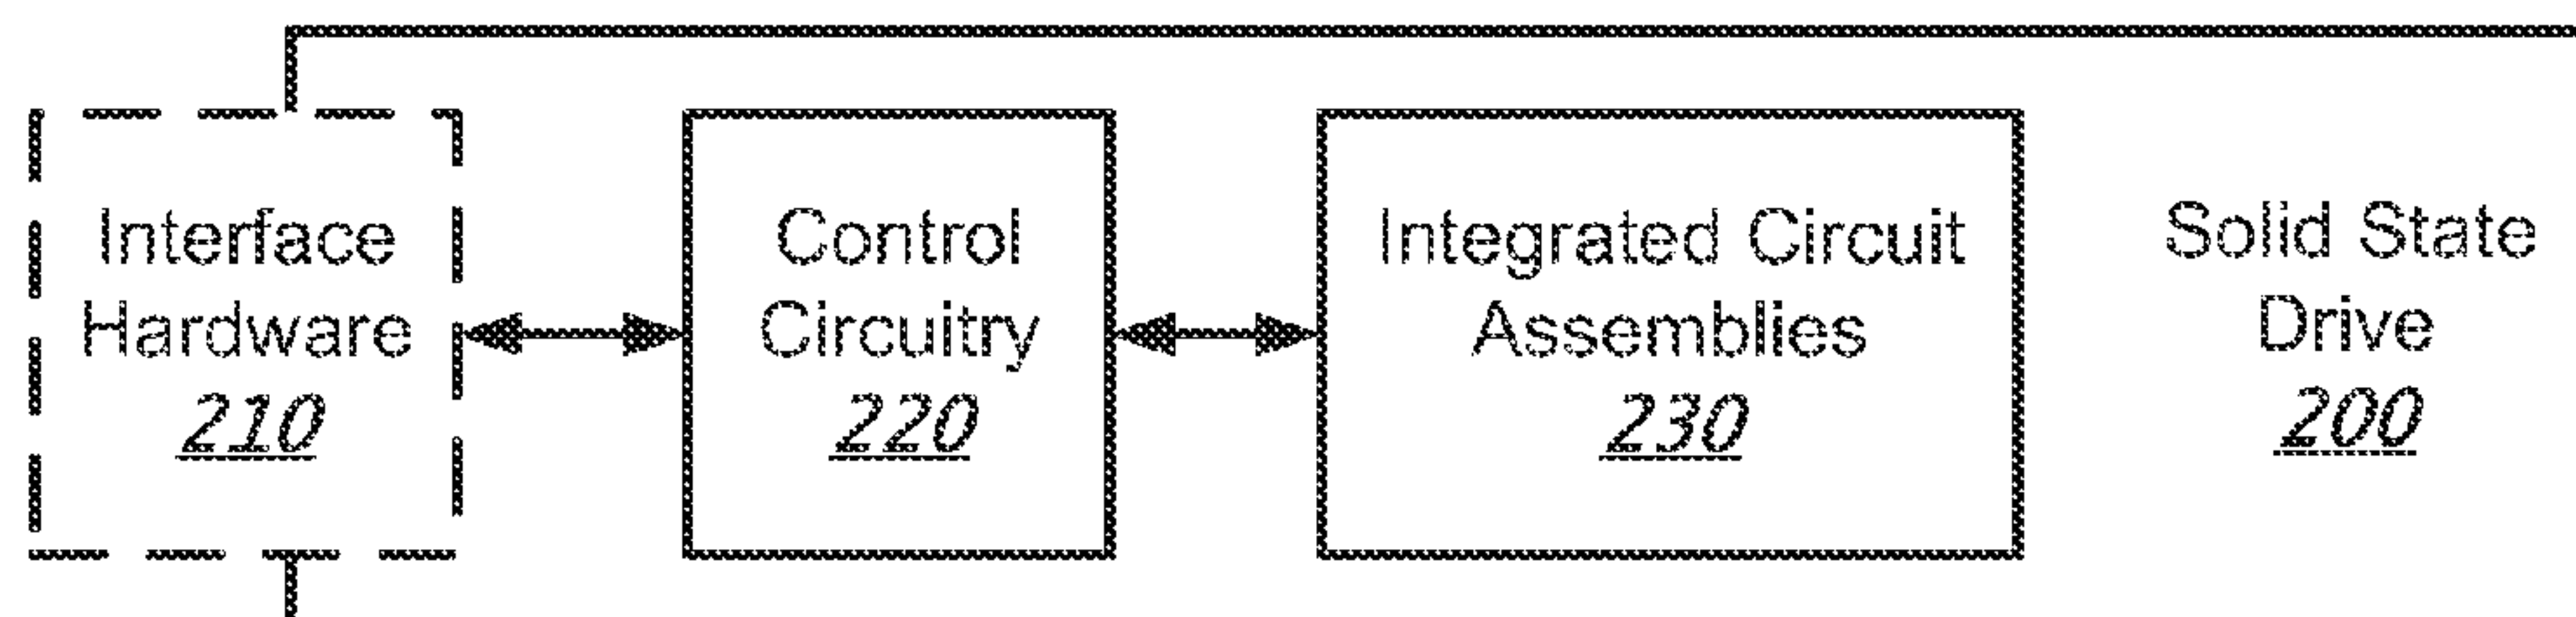 Interface
Hardware
210
Control
Circuitry
220
Integrated Circuit
Assemblies
230
Solid State
Drive
200